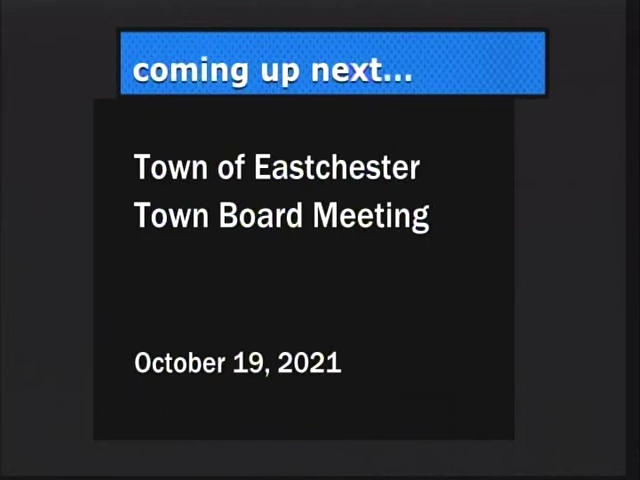 coming up next...
Town of Eastchester
Town Board Meeting
October 19, 2021